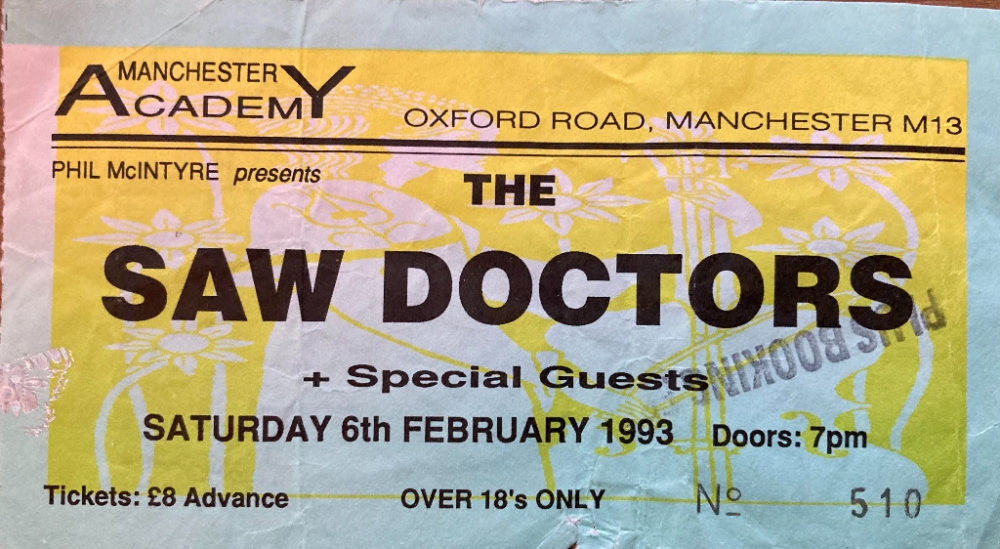 MANCHESTER
ACADEMY
OXFORD ROAD, MANCHESTER M13
PHIL McINTYRE presents
THE
SAW DOCTORS
+ Special Guests
PLUS BOOKING
SATURDAY 6th FEBRUARY 1993 Doors: 7pm
Tickets: £8 Advance OVER 18's ONLY Nº 510